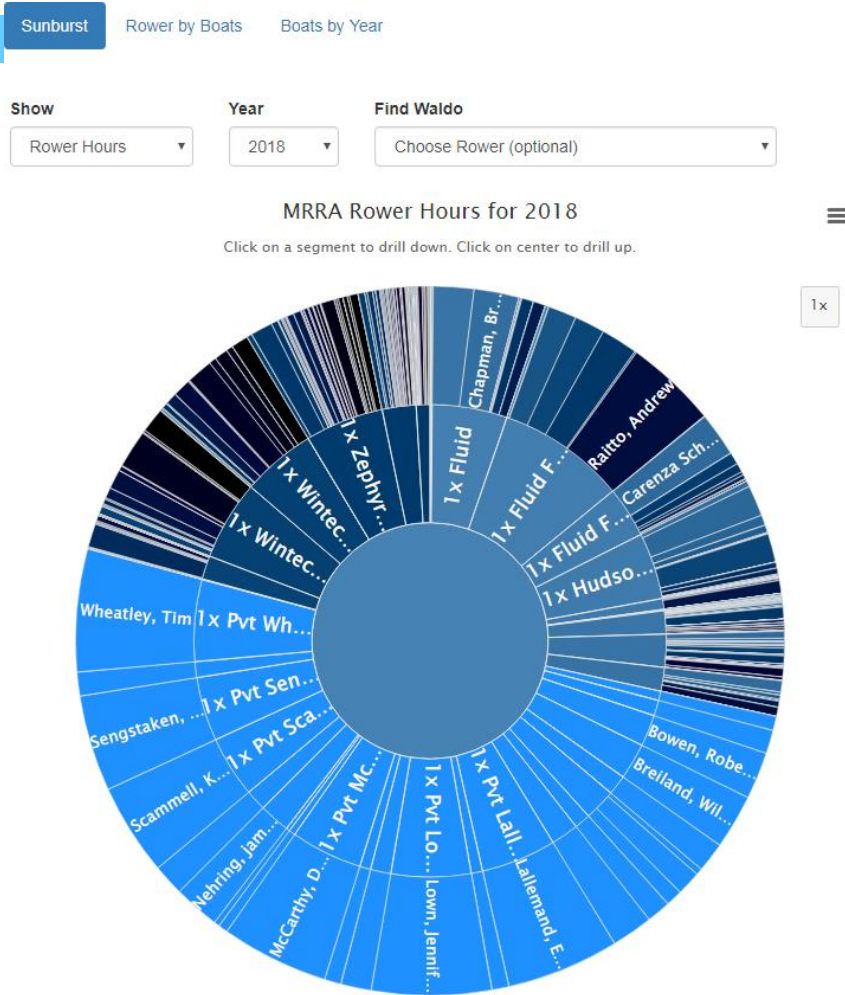 Sunburst Rower by Boats Boats by Year
Show Year Find Waldo
Rower Hours 2018 Choose Rower (optional)
MRRA Rower Hours for 2018
Click on a segment to drill down. Click on center to drill up.
1x
Chapman, Br...
Raitto, Andrew
Carenza Sch...
1x Fluid
1x Fluid F...
1x Fluid F...
1x Hudso...
Bowen, Robe...
Breiland, Wil...
1x Pvt Lall...
Lallemand, E...
1x Pvt Lo...
Lown, Jennif...
1x Pvt Mc...
McCarthy, D...
Nehring, jam...
1x Pvt Sca...
Scammell, K...
1x Pvt Sen...
Sengstaken, ...
1x Pvt Wh...
Wheatley, Tim
1x Wintec...
1x Wintec...
1x Zephyr...